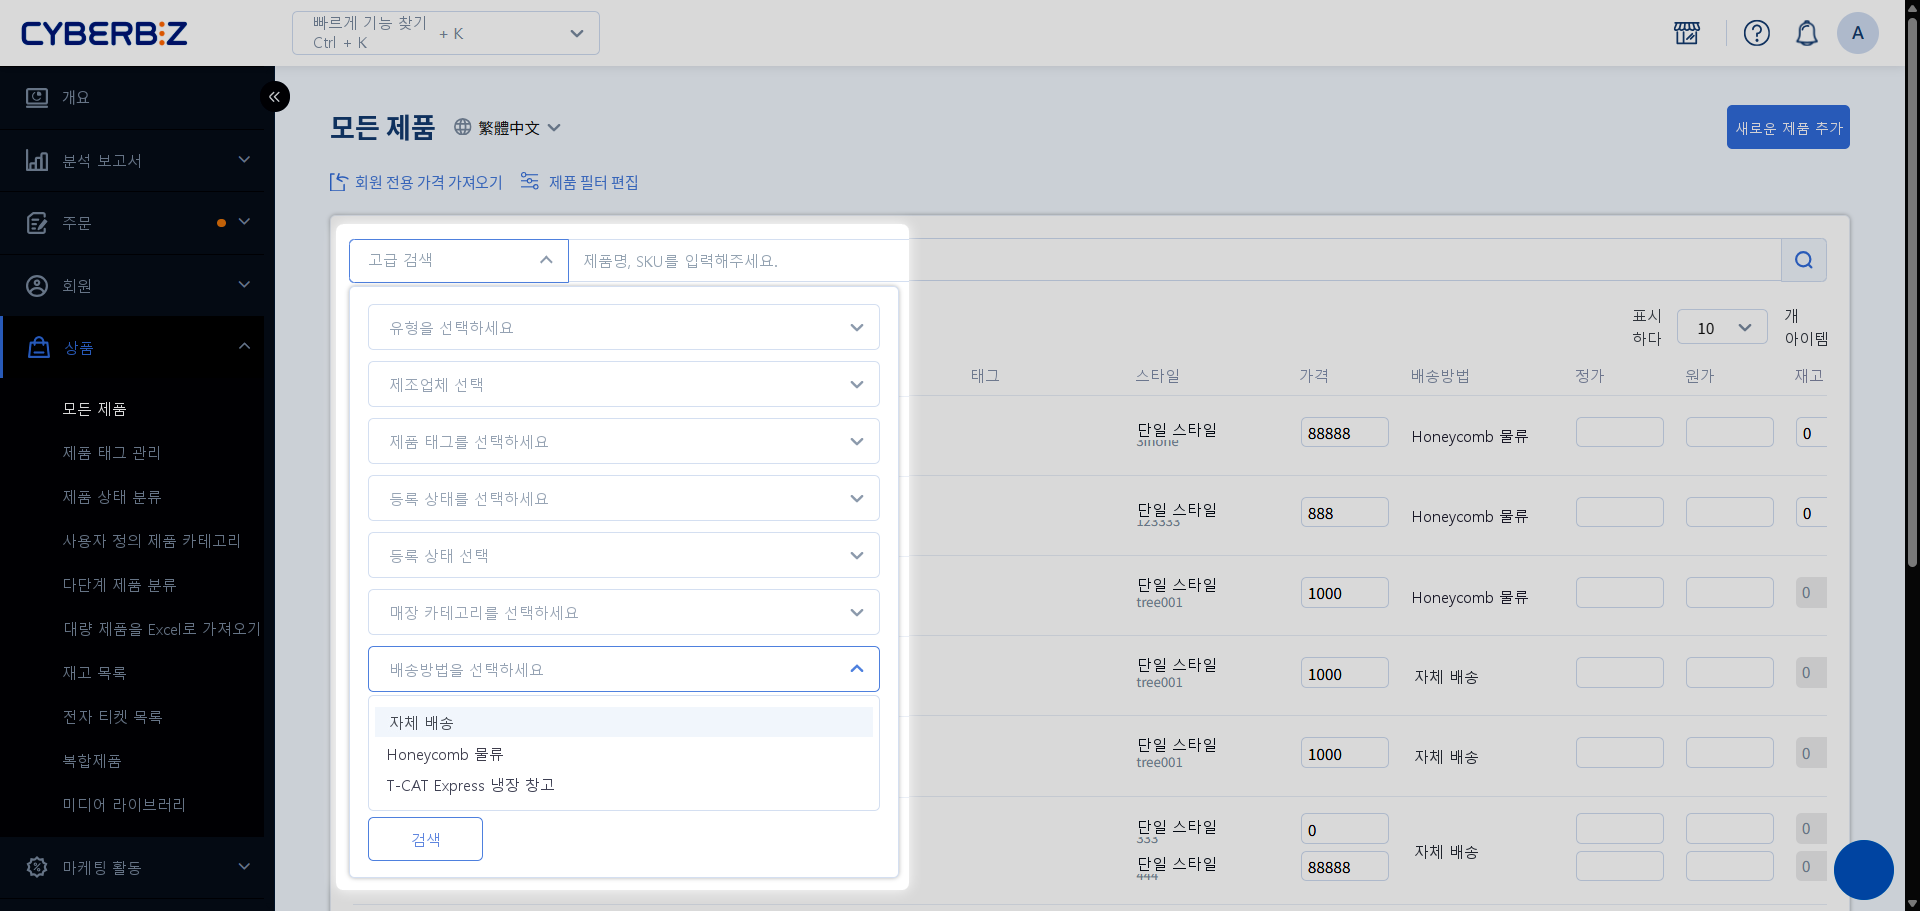 CYBERBIZ
빠르게 기능 찾기
Ctrl + K
+ K
A
개요
분석 보고서
주문
회원
상품
모든 제품
제품 태그 관리
제품 상태 분류
사용자 정의 제품 카테고리
다단계 제품 분류
대량 제품을 Excel로 가져오기
재고 목록
전자 티켓 목록
복합제품
미디어 라이브러리
마케팅 활동
모든 제품
繁體中文
새로운 제품 추가
회원 전용 가격 가져오기
제품 필터 편집
고급 검색
제품명, SKU를 입력해주세요.
유형을 선택하세요
제조업체 선택
제품 태그를 선택하세요
등록 상태를 선택하세요
등록 상태 선택
매장 카테고리를 선택하세요
배송방법을 선택하세요
자체 배송
Honeycomb 물류
T-CAT Express 냉장 창고
검색
표시
하다
10
개
아이템
태그
스타일
가격
배송방법
정가
원가
재고
단일 스타일
88888
Honeycomb 물류
0
단일 스타일
123333
888
Honeycomb 물류
0
단일 스타일
tree001
1000
Honeycomb 물류
0
단일 스타일
tree001
1000
자체 배송
0
단일 스타일
tree001
1000
자체 배송
0
단일 스타일
333
0
0
자체 배송
단일 스타일
444
88888
0